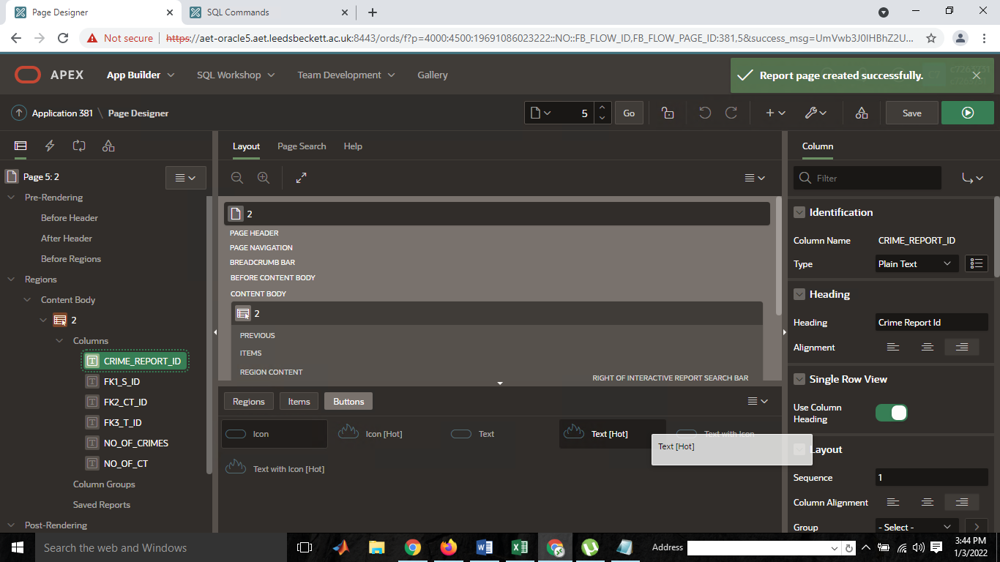 Page Designer
SQL Commands
Not secure
https://aet-oracle5.aet.leedsbeckett.ac.uk:8443/ords/f?p=4000:4500:19691086023222::NO::FB_FLOW_ID,FB_FLOW_PAGE_ID:381,5&success_msg=UmVwb3J0IHBhZ2U...
APEX
App Builder
SQL Workshop
Team Development
Gallery
Report page created successfully.
Application 381 \ Page Designer
5
Go
Save
Layout
Page Search
Help
Column
Page 5: 2
Filter
Pre-Rendering
Before Header
After Header
Before Regions
Regions
Content Body
2
Columns
CRIME_REPORT_ID
FK1_S_ID
FK2_CT_ID
FK3_T_ID
NO_OF_CRIMES
NO_OF_CT
Column Groups
Saved Reports
Post-Rendering
2
PAGE HEADER
PAGE NAVIGATION
BREADCRUMB BAR
BEFORE CONTENT BODY
CONTENT BODY
2
PREVIOUS
ITEMS
REGION CONTENT
RIGHT OF INTERACTIVE REPORT SEARCH BAR
Regions
Items
Buttons
Icon
Icon [Hot]
Text
Text [Hot]
Text with Icon
Text [Hot]
Text with Icon [Hot]
Identification
Column Name
CRIME_REPORT_ID
Type
Plain Text
Heading
Heading
Crime Report Id
Alignment
Single Row View
Use Column
Heading
Layout
Sequence
1
Column Alignment
Group
- Select -
Search the web and Windows
Address
3:44 PM
1/3/2022